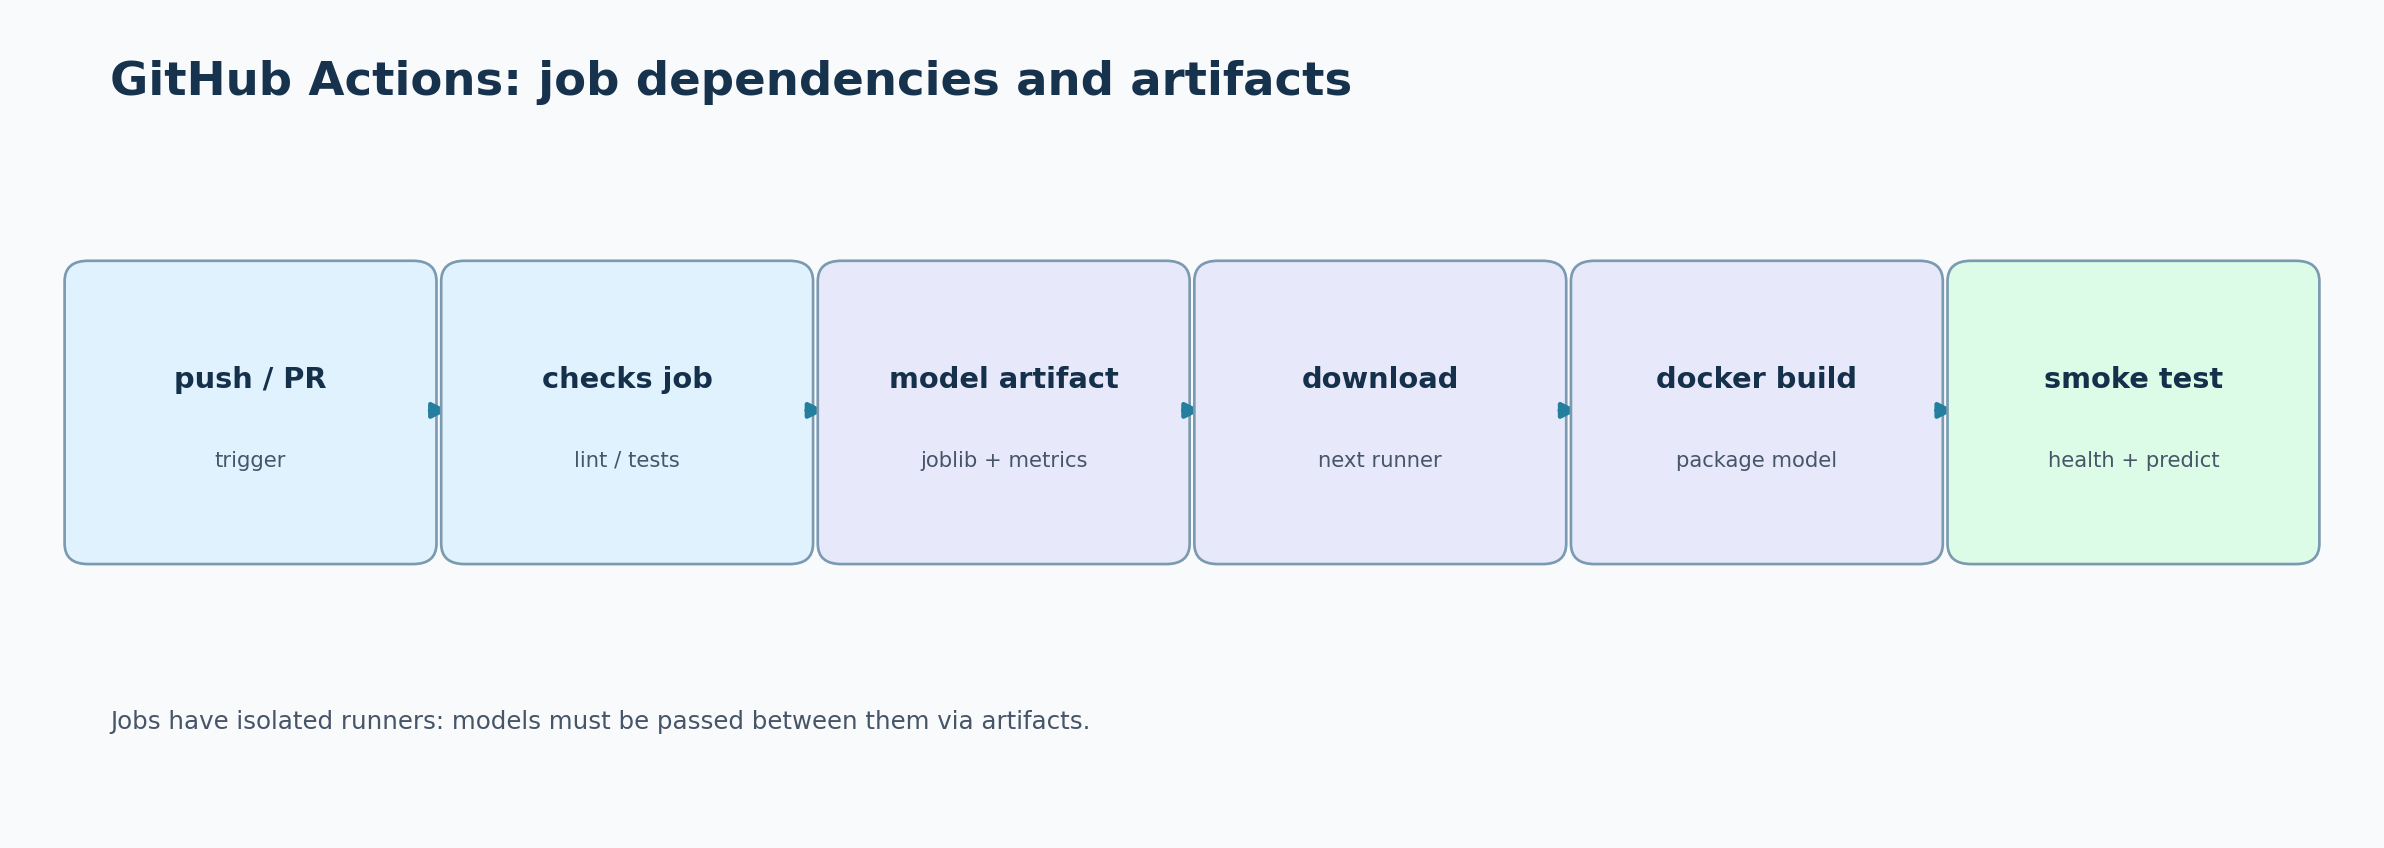 GitHub Actions: job dependencies and artifacts
push / PR
trigger
checks job
lint / tests
model artifact
joblib + metrics
download
next runner
docker build
package model
smoke test
health + predict
Jobs have isolated runners: models must be passed between them via artifacts.